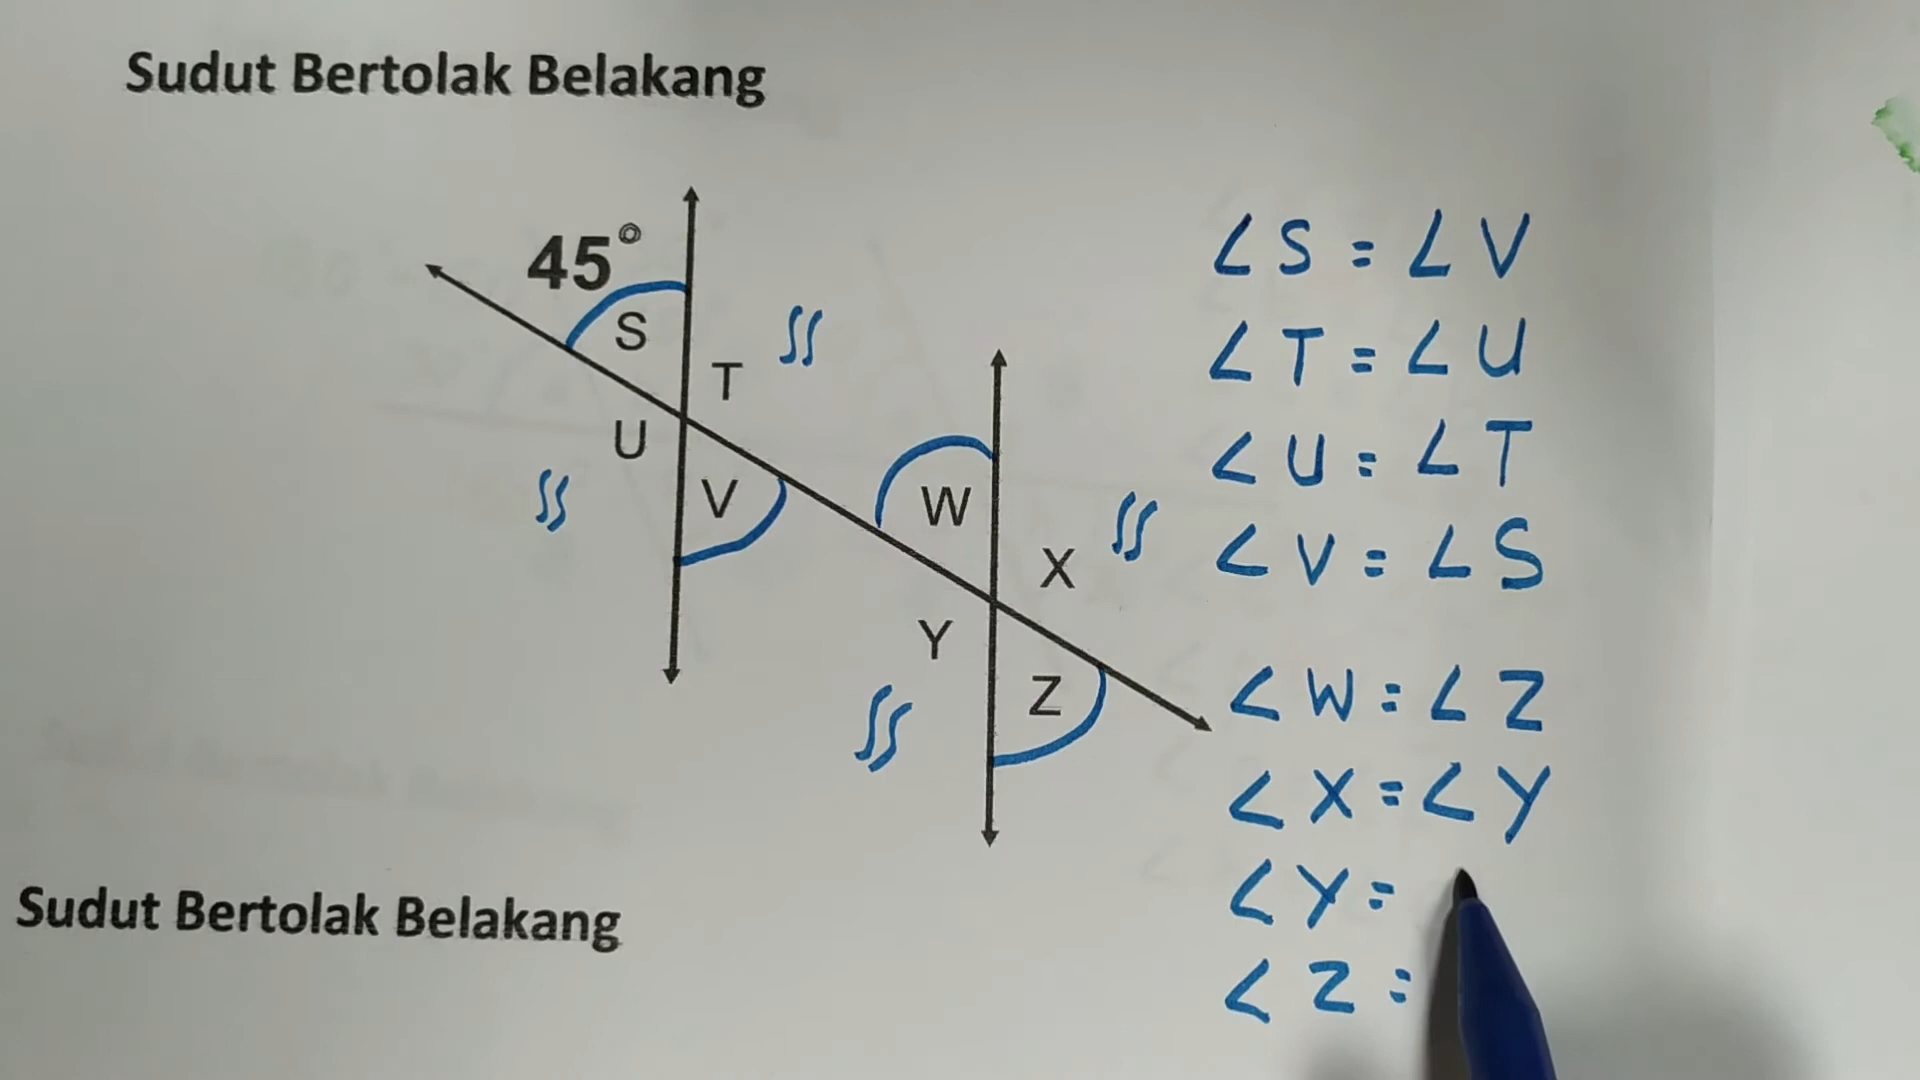 Sudut Bertolak Belakang
45°
S
T
U
V
W
X
Y
Z
∠S = ∠V
∠T = ∠U
∠U = ∠T
∠V = ∠S
∠W = ∠Z
∠X = ∠Y
∠Y =
∠Z =
Sudut Bertolak Belakang